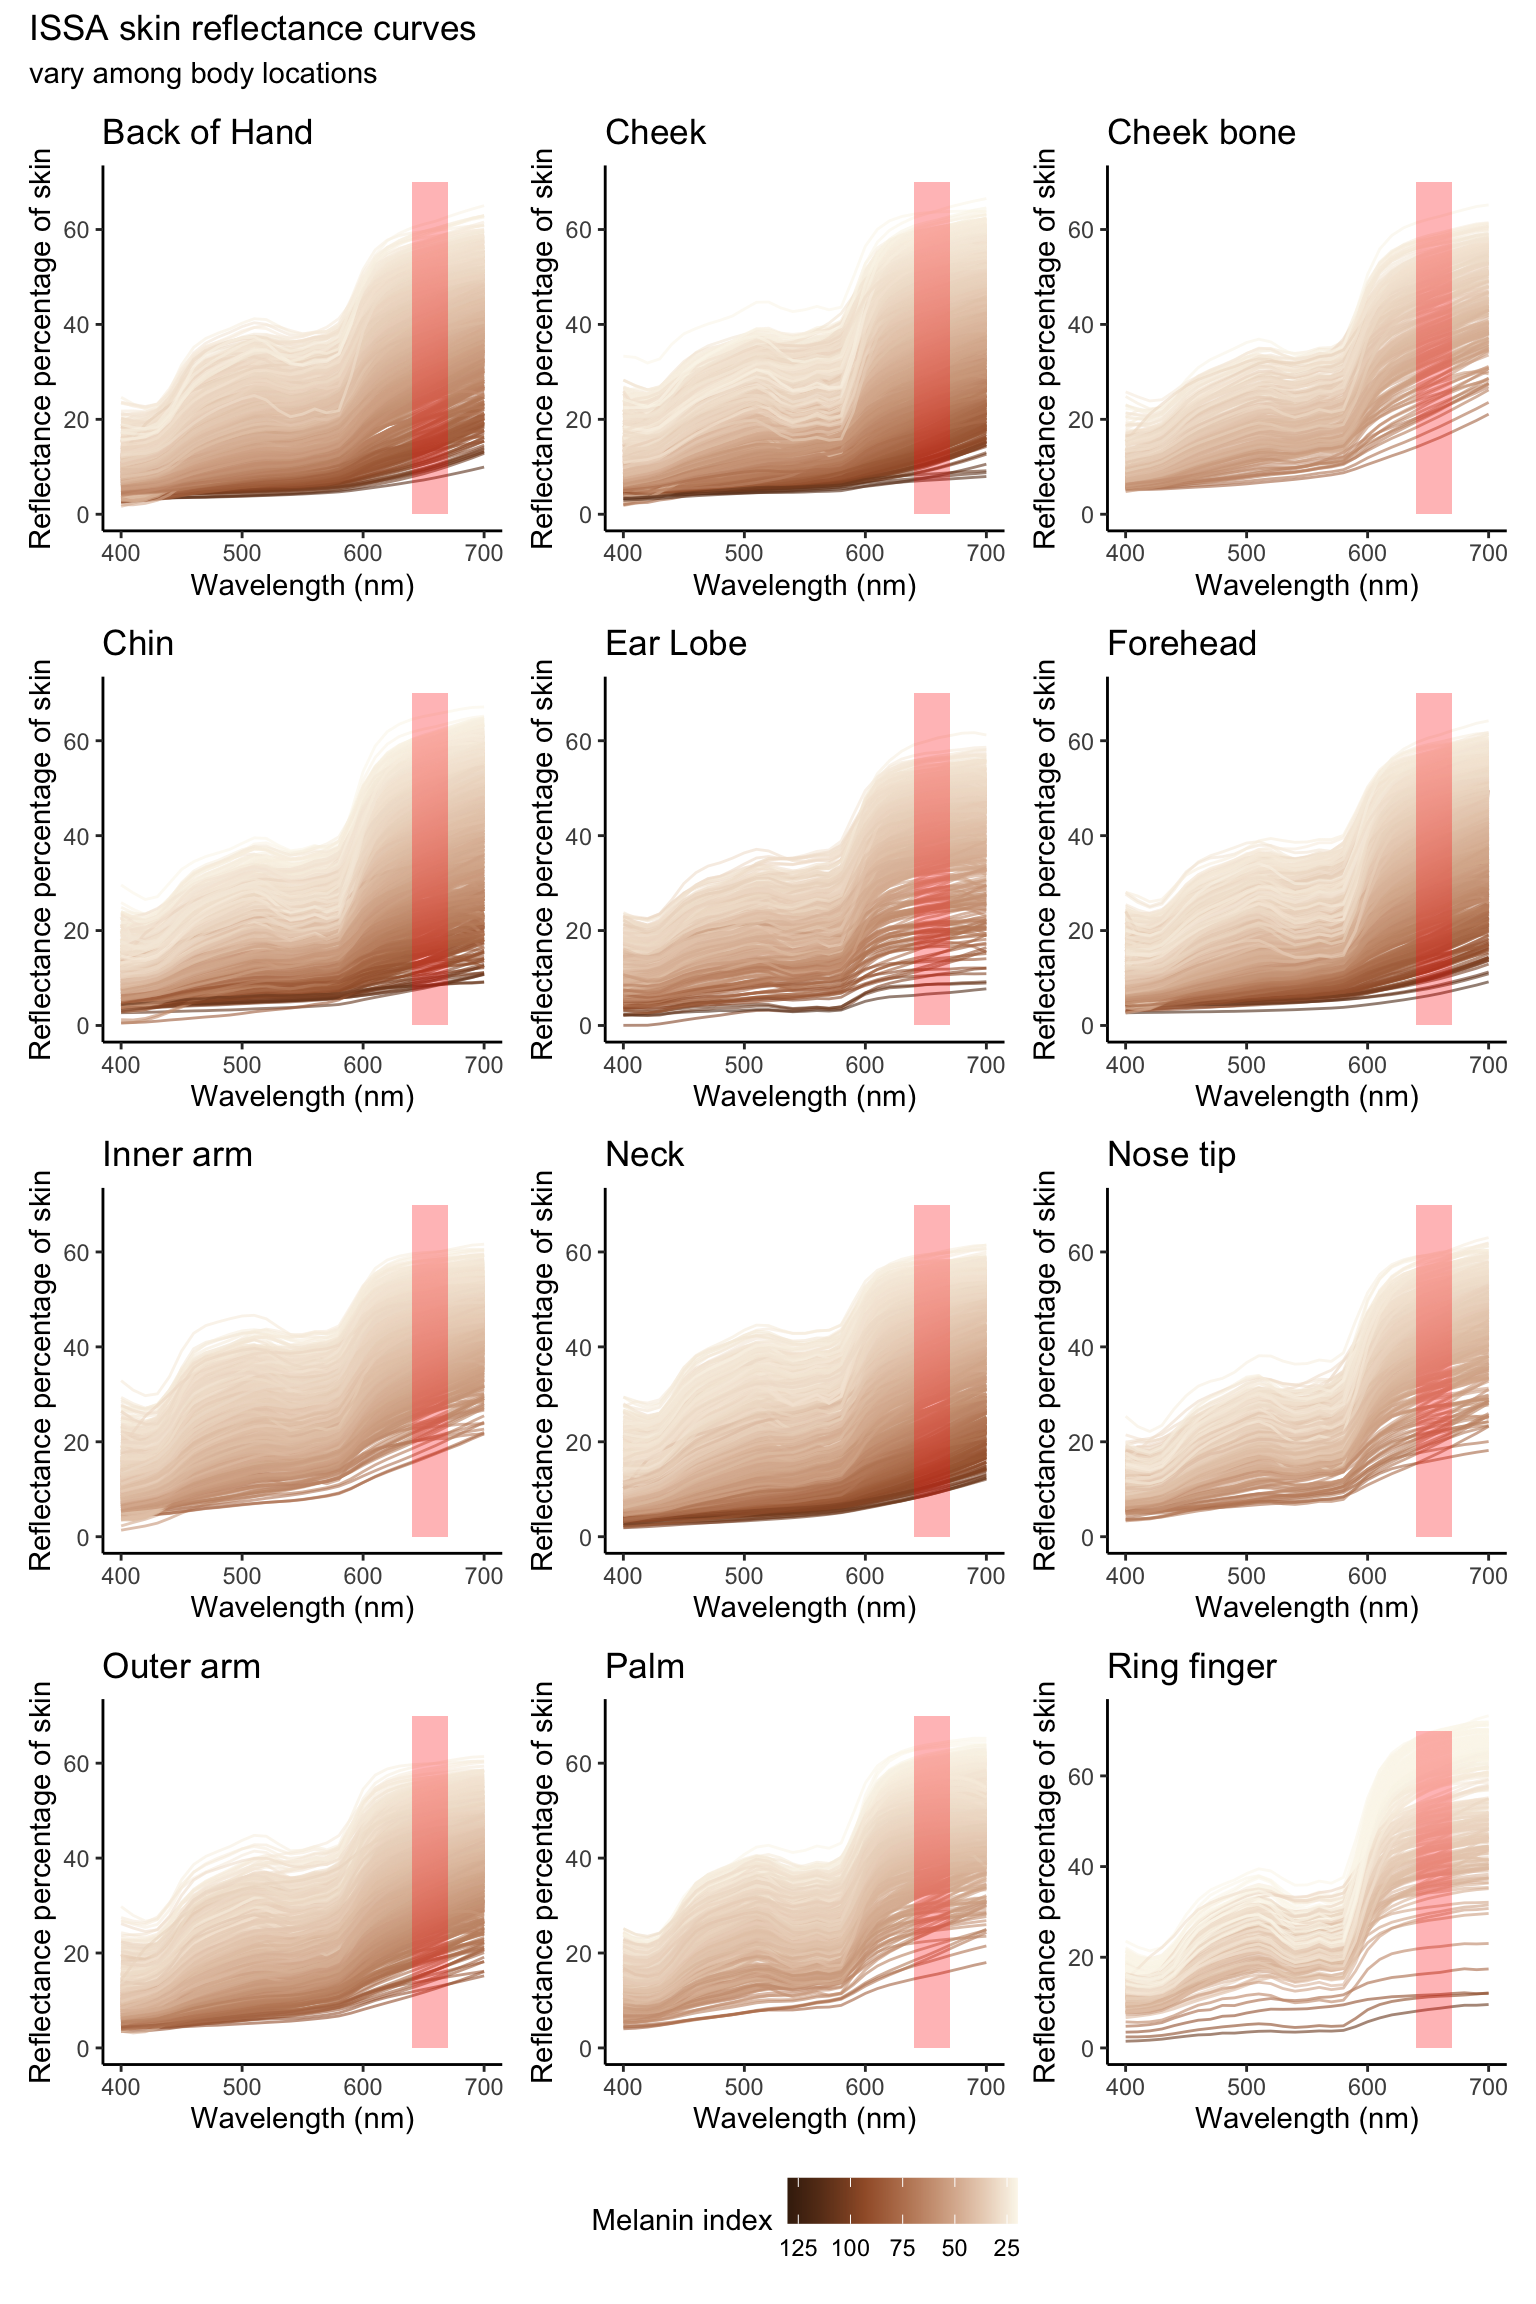 ISSA skin reflectance curves
vary among body locations
Back of Hand
Reflectance percentage of skin
60
40
20
0
400 500 600 700
Wavelength (nm)
Cheek
Reflectance percentage of skin
60
40
20
0
400 500 600 700
Wavelength (nm)
Cheek bone
Reflectance percentage of skin
60
40
20
0
400 500 600 700
Wavelength (nm)
Chin
Reflectance percentage of skin
60
40
20
0
400 500 600 700
Wavelength (nm)
Ear Lobe
Reflectance percentage of skin
60
40
20
0
400 500 600 700
Wavelength (nm)
Forehead
Reflectance percentage of skin
60
40
20
0
400 500 600 700
Wavelength (nm)
Inner arm
Reflectance percentage of skin
60
40
20
0
400 500 600 700
Wavelength (nm)
Neck
Reflectance percentage of skin
60
40
20
0
400 500 600 700
Wavelength (nm)
Nose tip
Reflectance percentage of skin
60
40
20
0
400 500 600 700
Wavelength (nm)
Outer arm
Reflectance percentage of skin
60
40
20
0
400 500 600 700
Wavelength (nm)
Palm
Reflectance percentage of skin
60
40
20
0
400 500 600 700
Wavelength (nm)
Ring finger
Reflectance percentage of skin
60
40
20
0
400 500 600 700
Wavelength (nm)
Melanin index
125 100 75 50 25